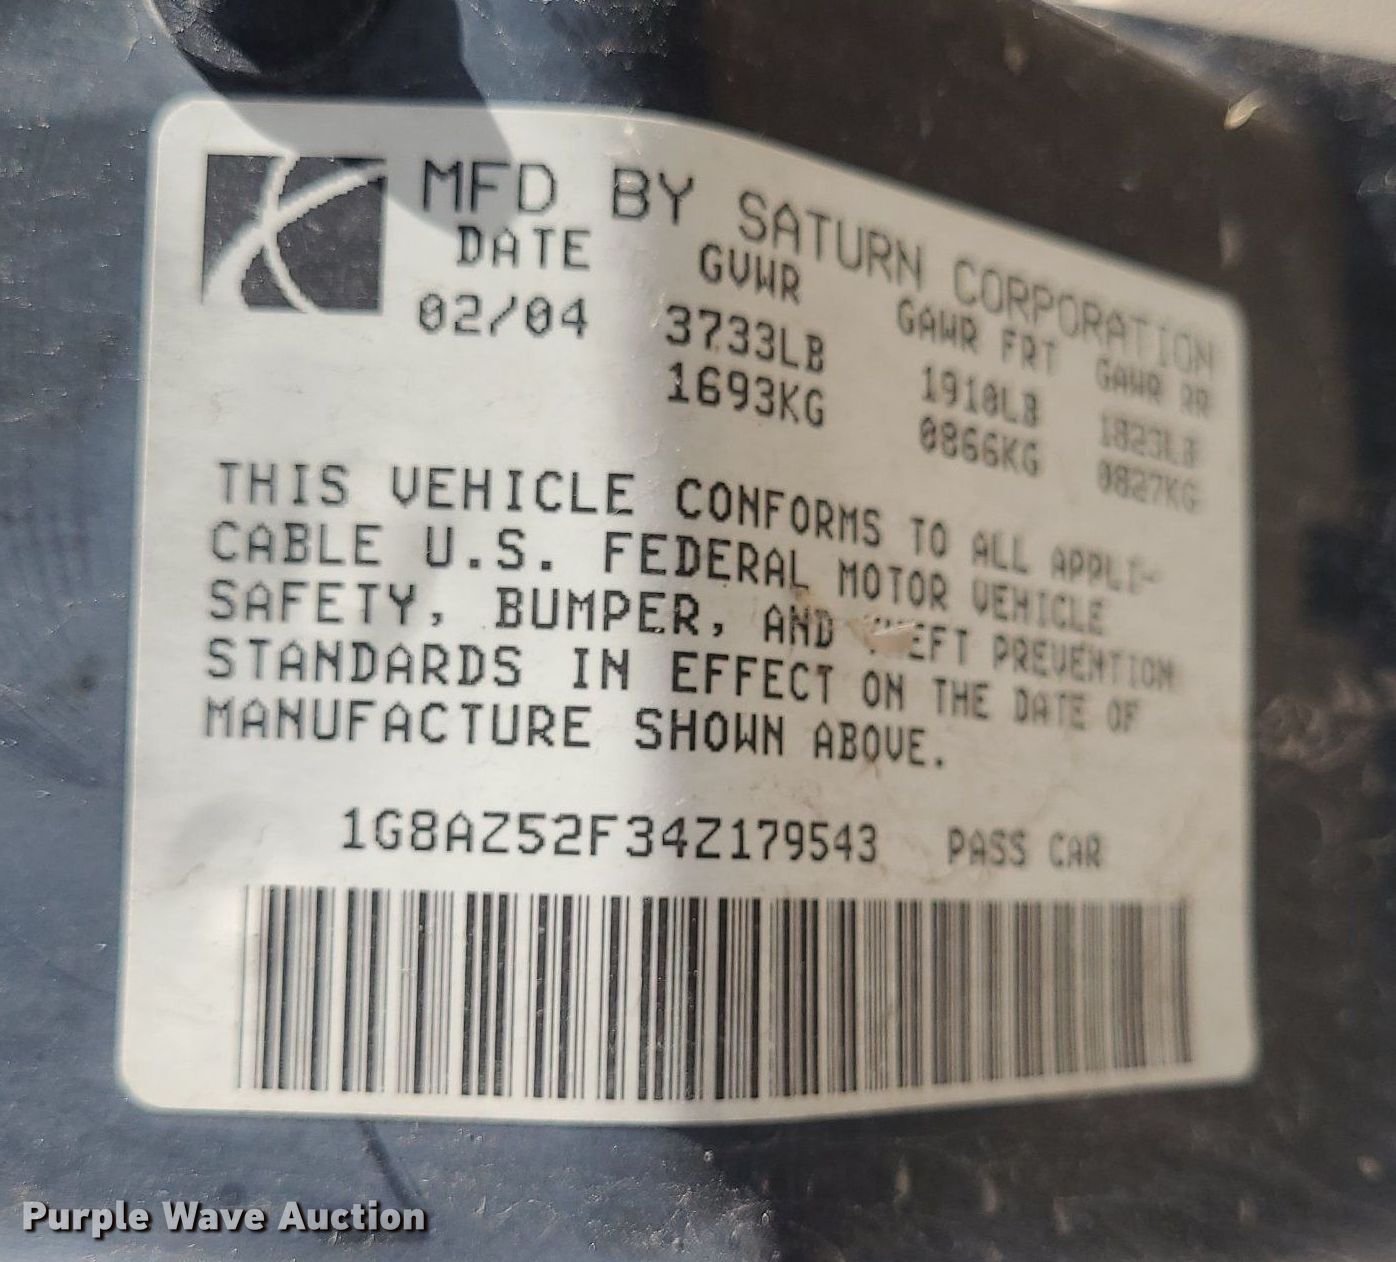 MFD BY SATURN CORPORATION
DATE GVWR GAWR FRT GAWR RR
02/04 3733LB 1910LB 1823LB
1693KG 0866KG 0827KG
THIS VEHICLE CONFORMS TO ALL APPLI-
CABLE U.S. FEDERAL MOTOR VEHICLE
SAFETY, BUMPER, AND THEFT PREVENTION
STANDARDS IN EFFECT ON THE DATE OF
MANUFACTURE SHOWN ABOVE.
1G8AZ52F34Z179543 PASS CAR
Purple Wave Auction